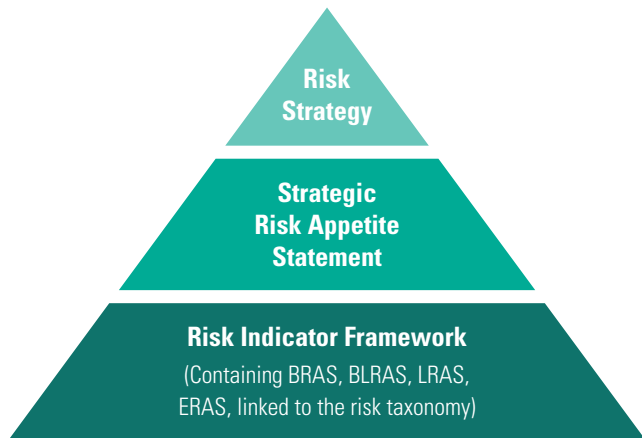 Risk
Strategy
Strategic
Risk Appetite
Statement
Risk Indicator Framework
(Containing BRAS, BLRAS, LRAS,
ERAS, linked to the risk taxonomy)